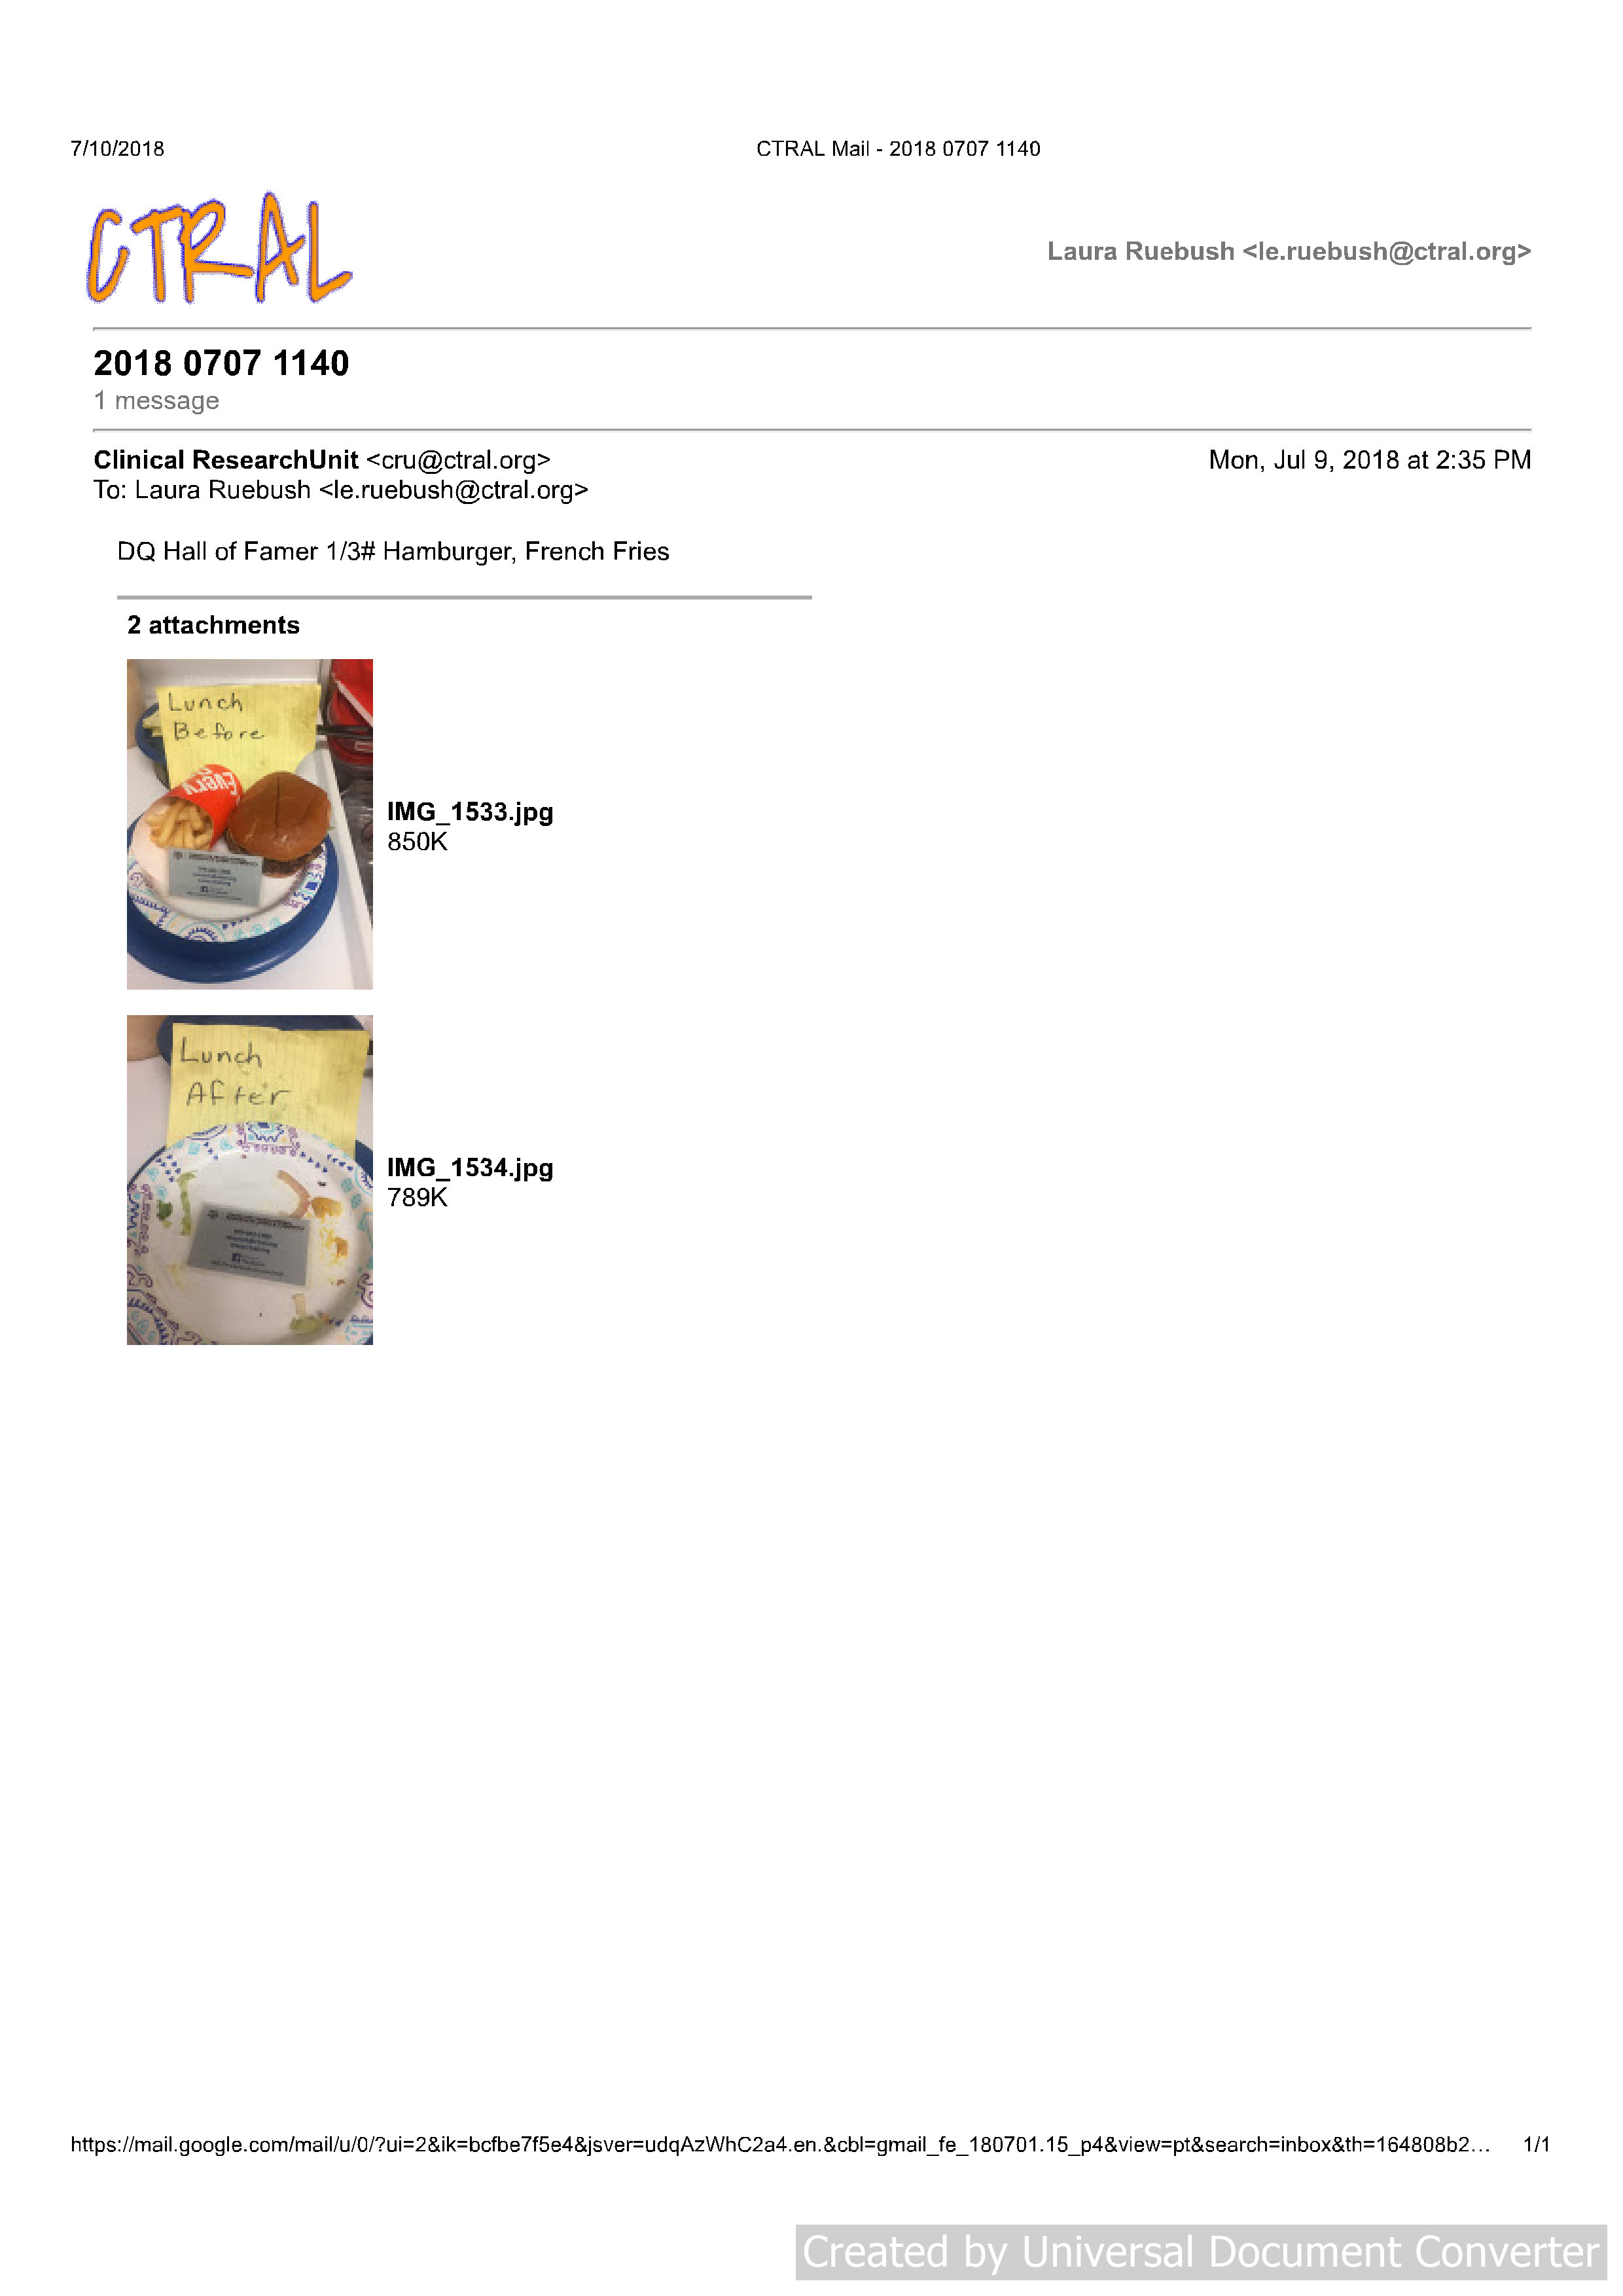 7/10/2018
CTRAL Mail - 2018 0707 1140
CTRAL
Laura Ruebush <le.ruebush@ctral.org>
2018 0707 1140
1 message
Clinical ResearchUnit <cru@ctral.org>
Mon, Jul 9, 2018 at 2:35 PM
To: Laura Ruebush <le.ruebush@ctral.org>
DQ Hall of Famer 1/3# Hamburger, French Fries
2 attachments
Lunch
Before
Every
IMG_1533.jpg
850K
Lunch
After
IMG_1534.jpg
789K
https://mail.google.com/mail/u/0/?ui=2&ik=bcfbe7f5e4&jsver=udqAzWhC2a4.en.&cbl=gmail_fe_180701.15_p4&view=pt&search=inbox&th=164808b2...
1/1
Created by Universal Document Converter